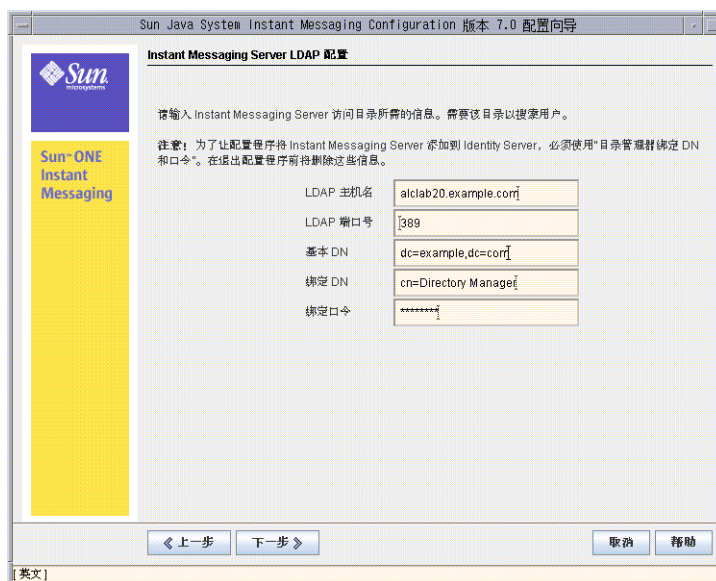 Sun Java System Instant Messaging Configuration 版本 7.0 配置向导
Sun
microsystems
Sun™ ONE
Instant
Messaging
Instant Messaging Server LDAP 配置
请输入 Instant Messaging Server 访问目录所需的信息。需要该目录以搜索用户。
注意！为了让配置程序将 Instant Messaging Server 添加到 Identity Server，必须使用"目录管理器绑定 DN
和口令"。在退出配置程序前将删除这些信息。
LDAP 主机名 alclab20.example.com
LDAP 端口号 389
基本 DN dc=example,dc=com
绑定 DN cn=Directory Manager
绑定口令 ********
《 上一步 下一步 》 取消 帮助
[ 英文 ]